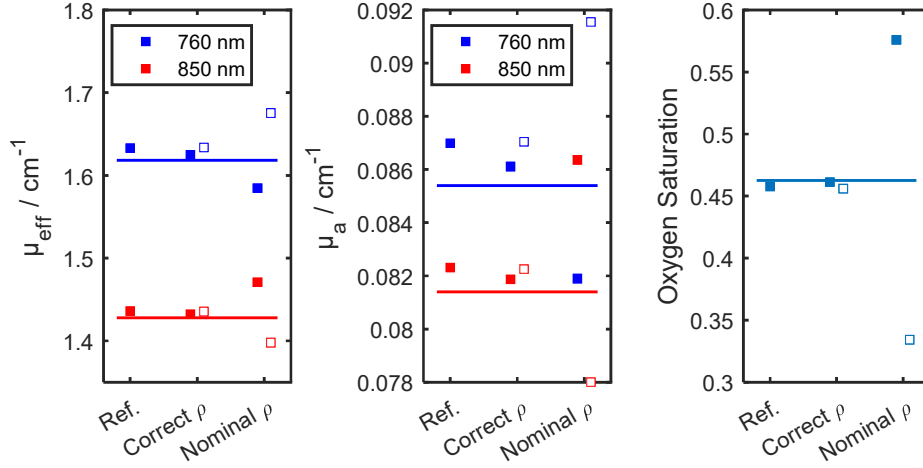 μeff / cm-1
1.8
1.7
1.6
1.5
1.4
760 nm
850 nm
Ref.
Correct ρ
Nominal ρ
μa / cm-1
0.092
0.09
0.088
0.086
0.084
0.082
0.08
0.078
760 nm
850 nm
Ref.
Correct ρ
Nominal ρ
Oxygen Saturation
0.6
0.55
0.5
0.45
0.4
0.35
0.3
Ref.
Correct ρ
Nominal ρ